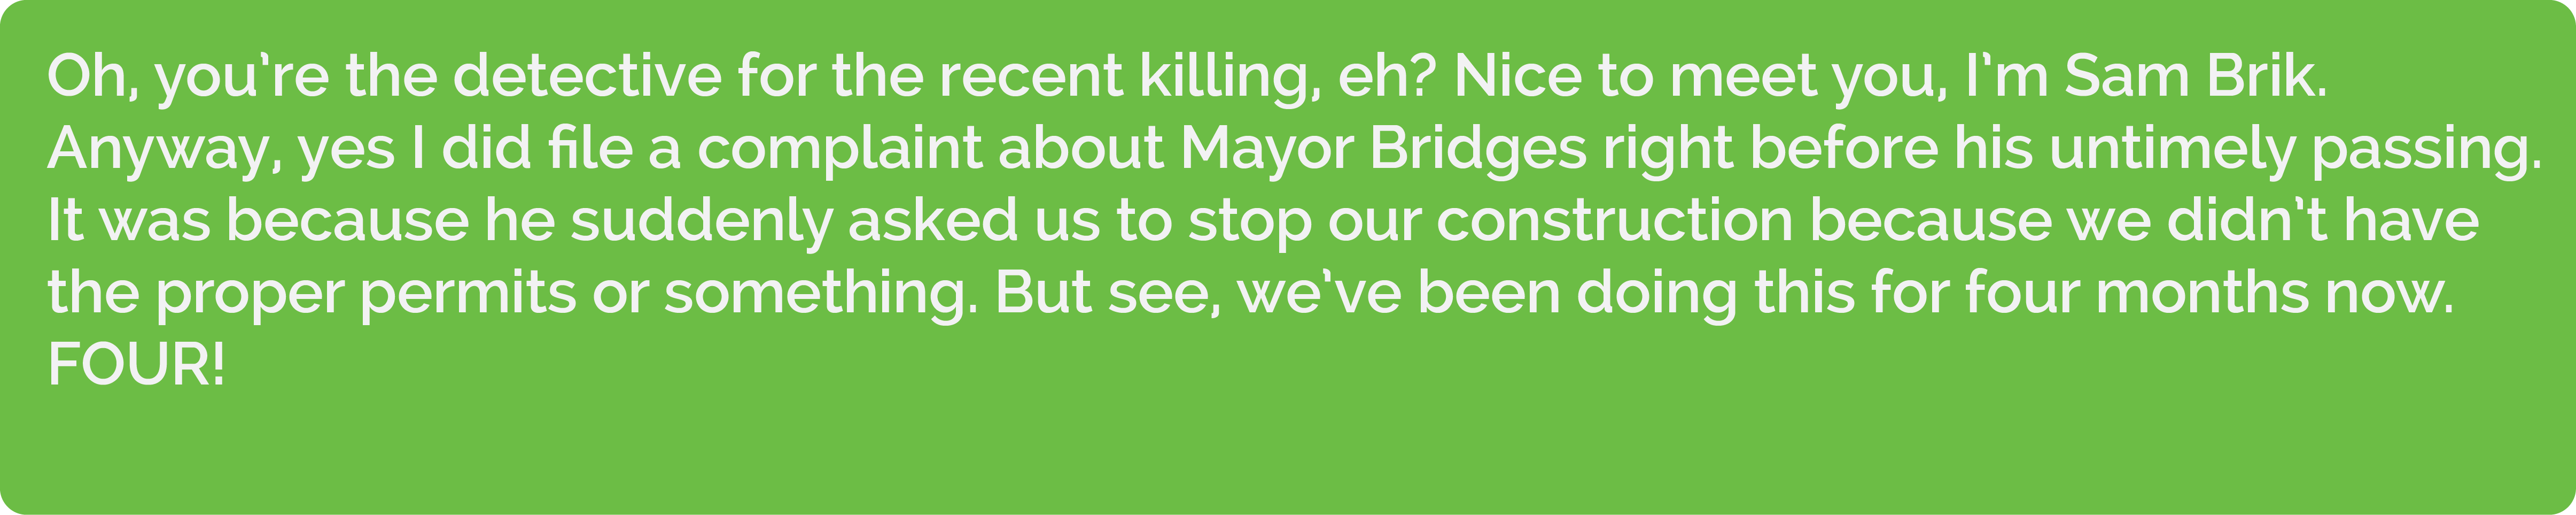 Oh, you’re the detective for the recent killing, eh? Nice to meet you, I’m Sam Brik.
Anyway, yes I did file a complaint about Mayor Bridges right before his untimely passing.
It was because he suddenly asked us to stop our construction because we didn’t have
the proper permits or something. But see, we’ve been doing this for four months now.
FOUR!